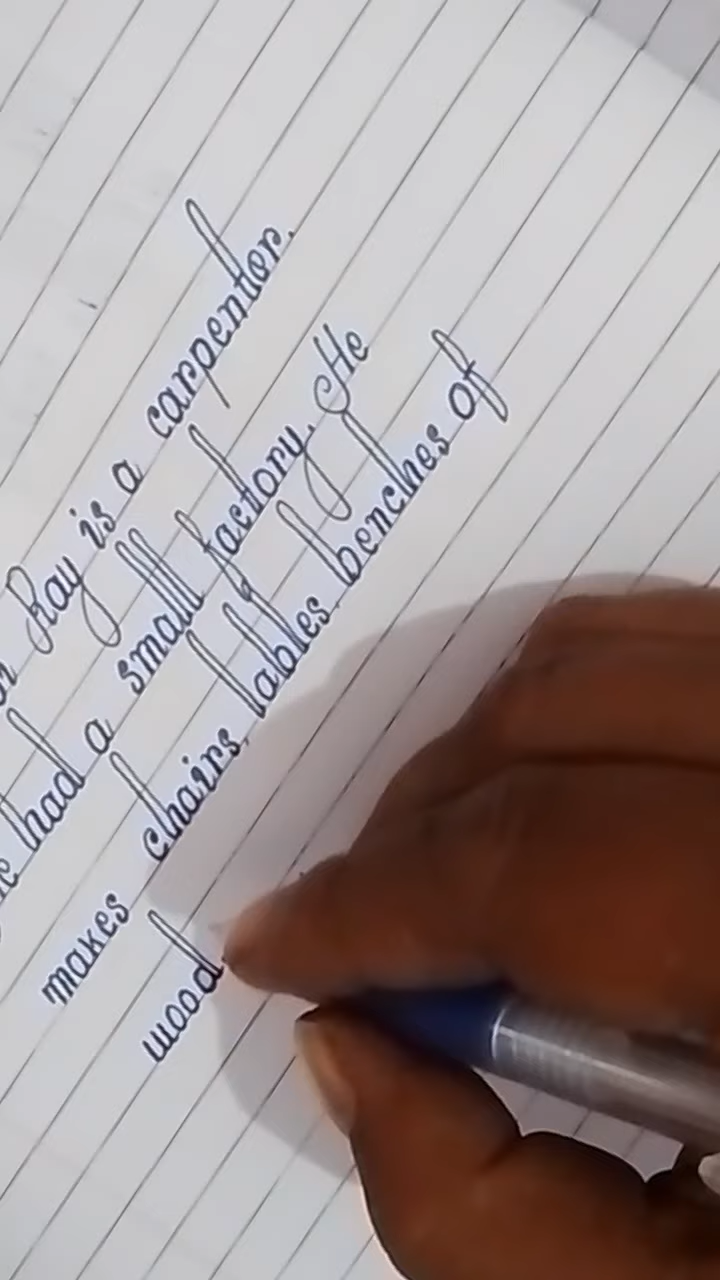 Ray is a carpenter.
had a small factory. He
makes chairs, tables, benches of
wood